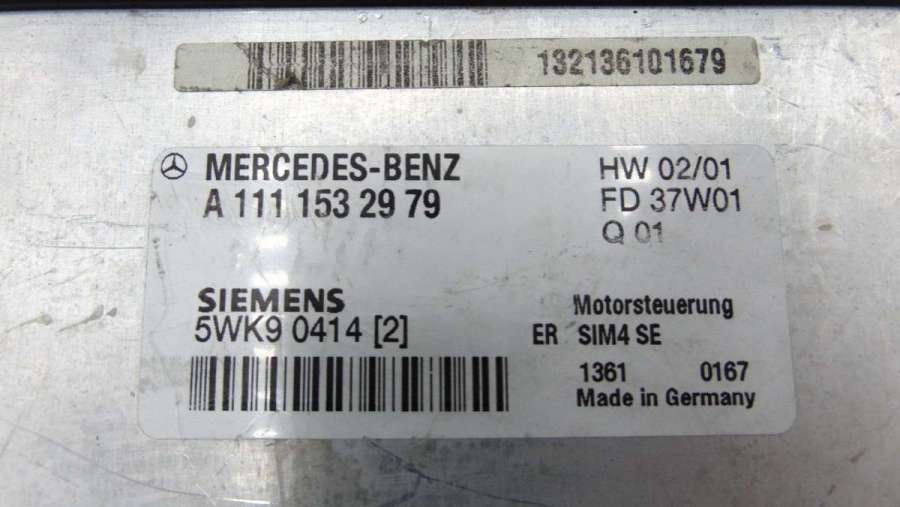 132136101679
MERCEDES-BENZ HW 02/01
A 111 153 29 79 FD 37W01
Q 01
SIEMENS Motorsteuerung
5WK9 0414 [2] ER SIM4 SE
1361 0167
Made in Germany